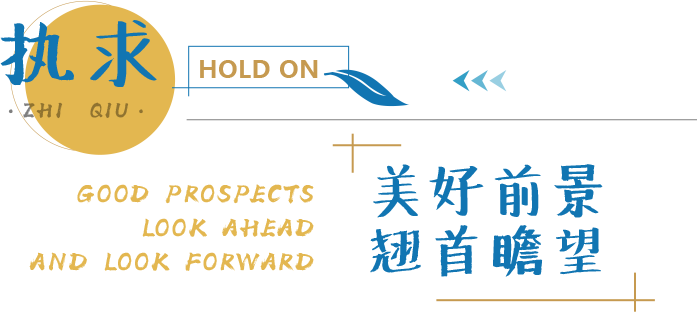 执求
· ZHI QIU ·
HOLD ON
GOOD PROSPECTS
LOOK AHEAD
AND LOOK FORWARD
美好前景
翘首瞻望